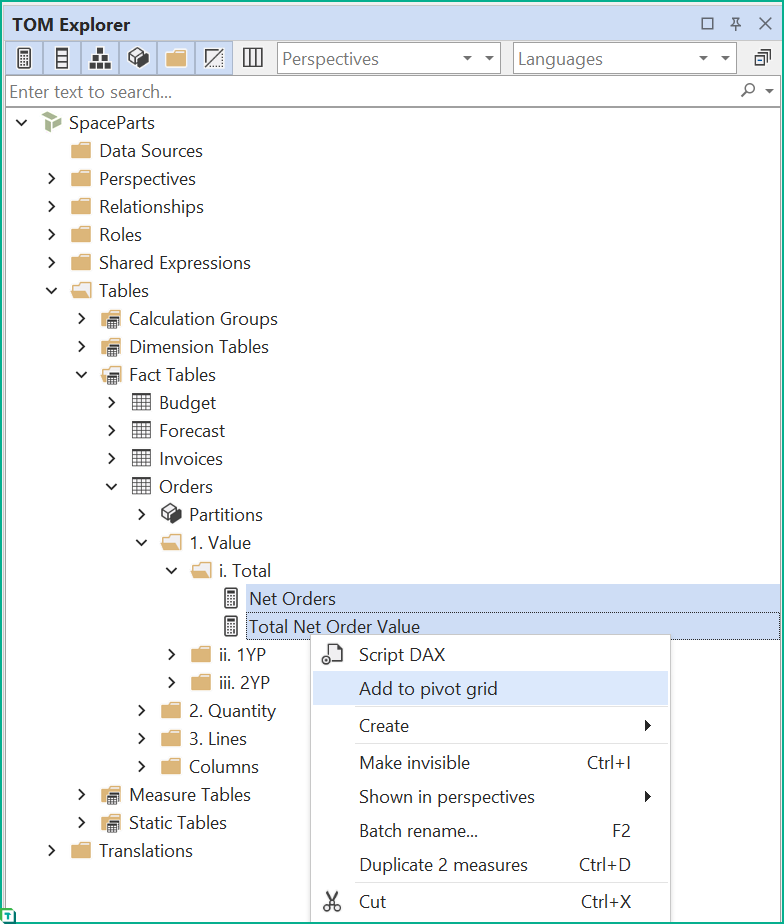 TOM Explorer
Perspectives
Languages
Enter text to search...
SpaceParts
Data Sources
Perspectives
Relationships
Roles
Shared Expressions
Tables
Calculation Groups
Dimension Tables
Fact Tables
Budget
Forecast
Invoices
Orders
Partitions
1. Value
i. Total
Net Orders
Total Net Order Value
ii. 1YP
iii. 2YP
2. Quantity
3. Lines
Columns
Measure Tables
Static Tables
Translations
Script DAX
Add to pivot grid
Create
Make invisible Ctrl+I
Shown in perspectives
Batch rename... F2
Duplicate 2 measures Ctrl+D
Cut Ctrl+X
T